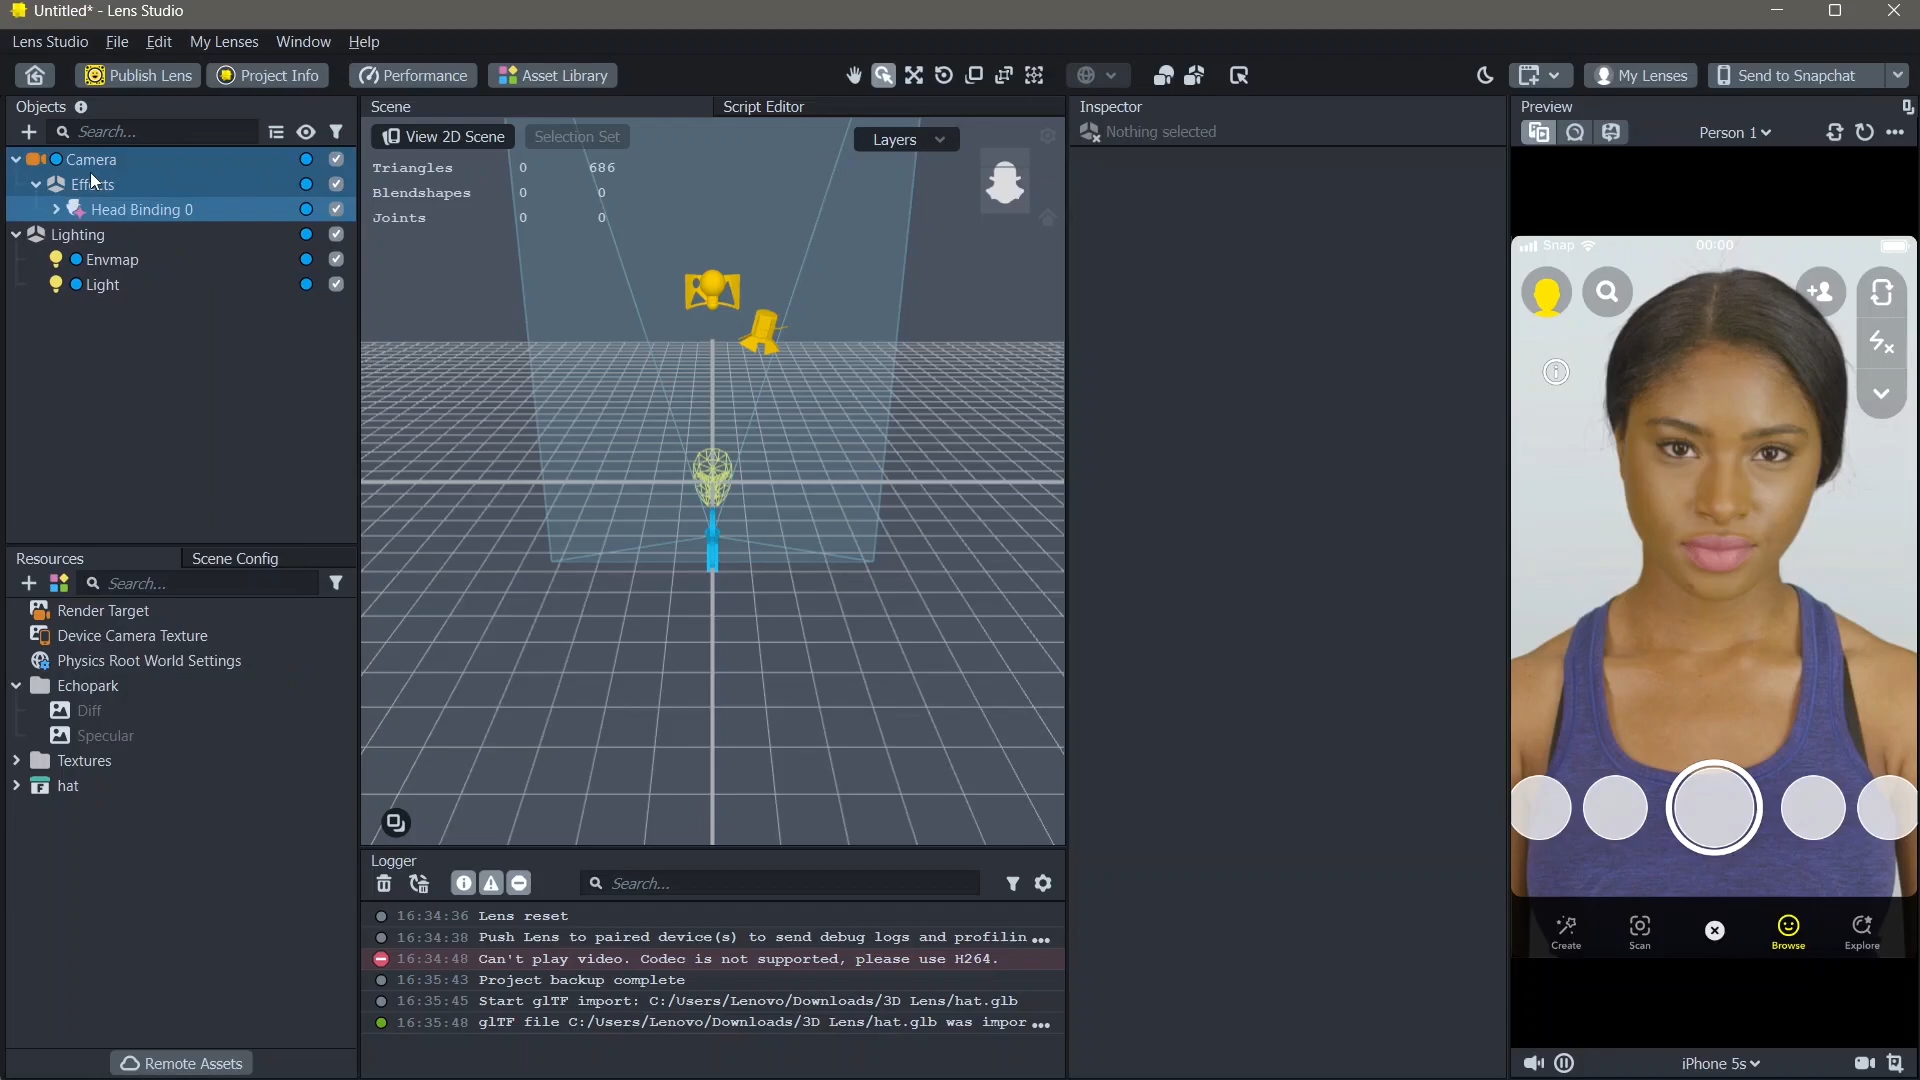 Untitled* - Lens Studio
Lens Studio File Edit My Lenses Window Help
Publish Lens Project Info Performance Asset Library My Lenses Send to Snapchat
Objects
Search...
Camera
Effects
Head Binding 0
Lighting
Envmap
Light
Resources Scene Config
Search...
Render Target
Device Camera Texture
Physics Root World Settings
Echopark
Diff
Specular
Textures
hat
Remote Assets
Scene Script Editor
View 2D Scene Selection Set Layers
Triangles 0 686
Blendshapes 0 0
Joints 0 0
Logger
Search...
16:34:36 Lens reset
16:34:38 Push Lens to paired device(s) to send debug logs and profilin...
16:34:48 Can't play video. Codec is not supported, please use H264.
16:35:43 Project backup complete
16:35:45 Start glTF import: C:/Users/Lenovo/Downloads/3D Lens/hat.glb
16:35:48 glTF file C:/Users/Lenovo/Downloads/3D Lens/hat.glb was impor...
Inspector
Nothing selected
Preview
Person 1
Snap 00:00
Create Scan Browse Explore
iPhone 5s